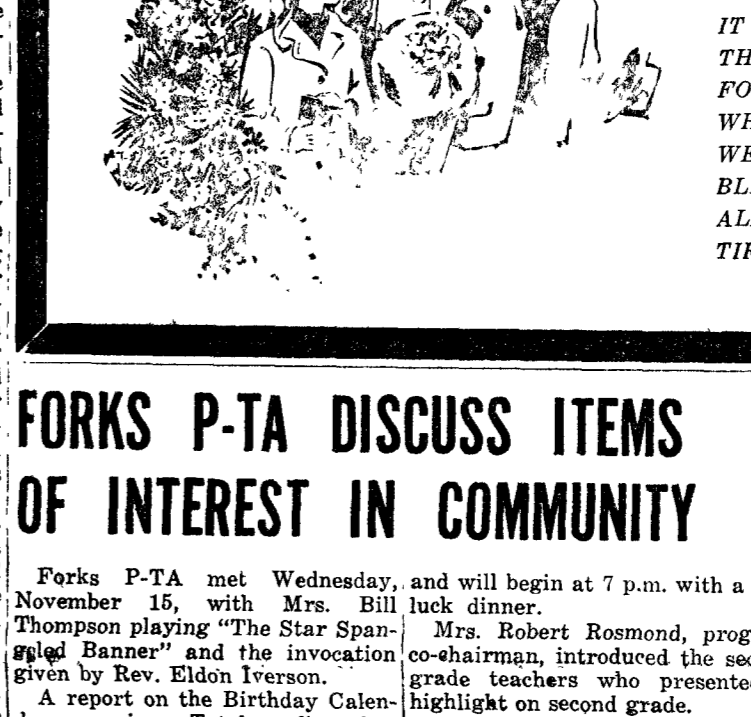 IT
TH
FO
WH
WE
BL
AL
TI
FORKS P-TA DISCUSS ITEMS
OF INTEREST IN COMMUNITY
Forks P-TA met Wednesday,
November 15, with Mrs. Bill
Thompson playing "The Star Span-
gled Banner" and the invocation
given by Rev. Eldon Iverson.
A report on the Birthday Calen-
and will begin at 7 p.m. with a
luck dinner.
Mrs. Robert Rosmond, prog
co-chairman, introduced the sec
grade teachers who presente
highlight on second grade.